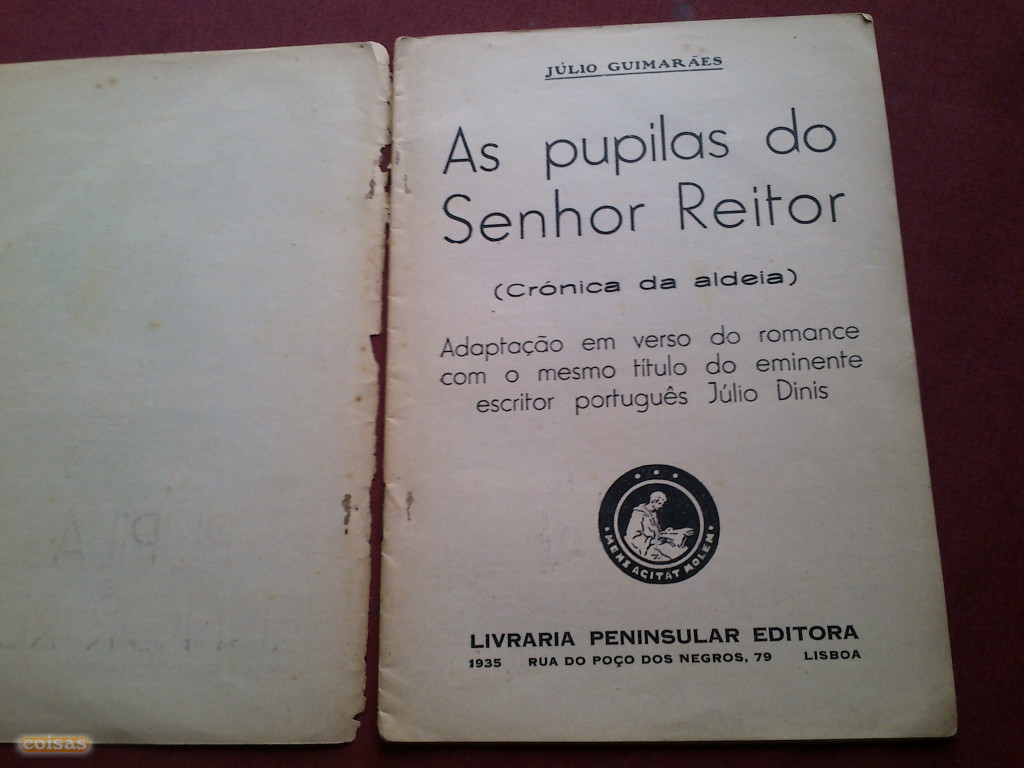 JÚLIO GUIMARÃES
As pupilas do
Senhor Reitor
(Crónica da aldeia)
Adaptação em verso do romance
com o mesmo título do eminente
escritor português Júlio Dinis
MENS AGITAT MOLEM
LIVRARIA PENINSULAR EDITORA
1935 RUA DO POÇO DOS NEGROS, 79 LISBOA
coisas